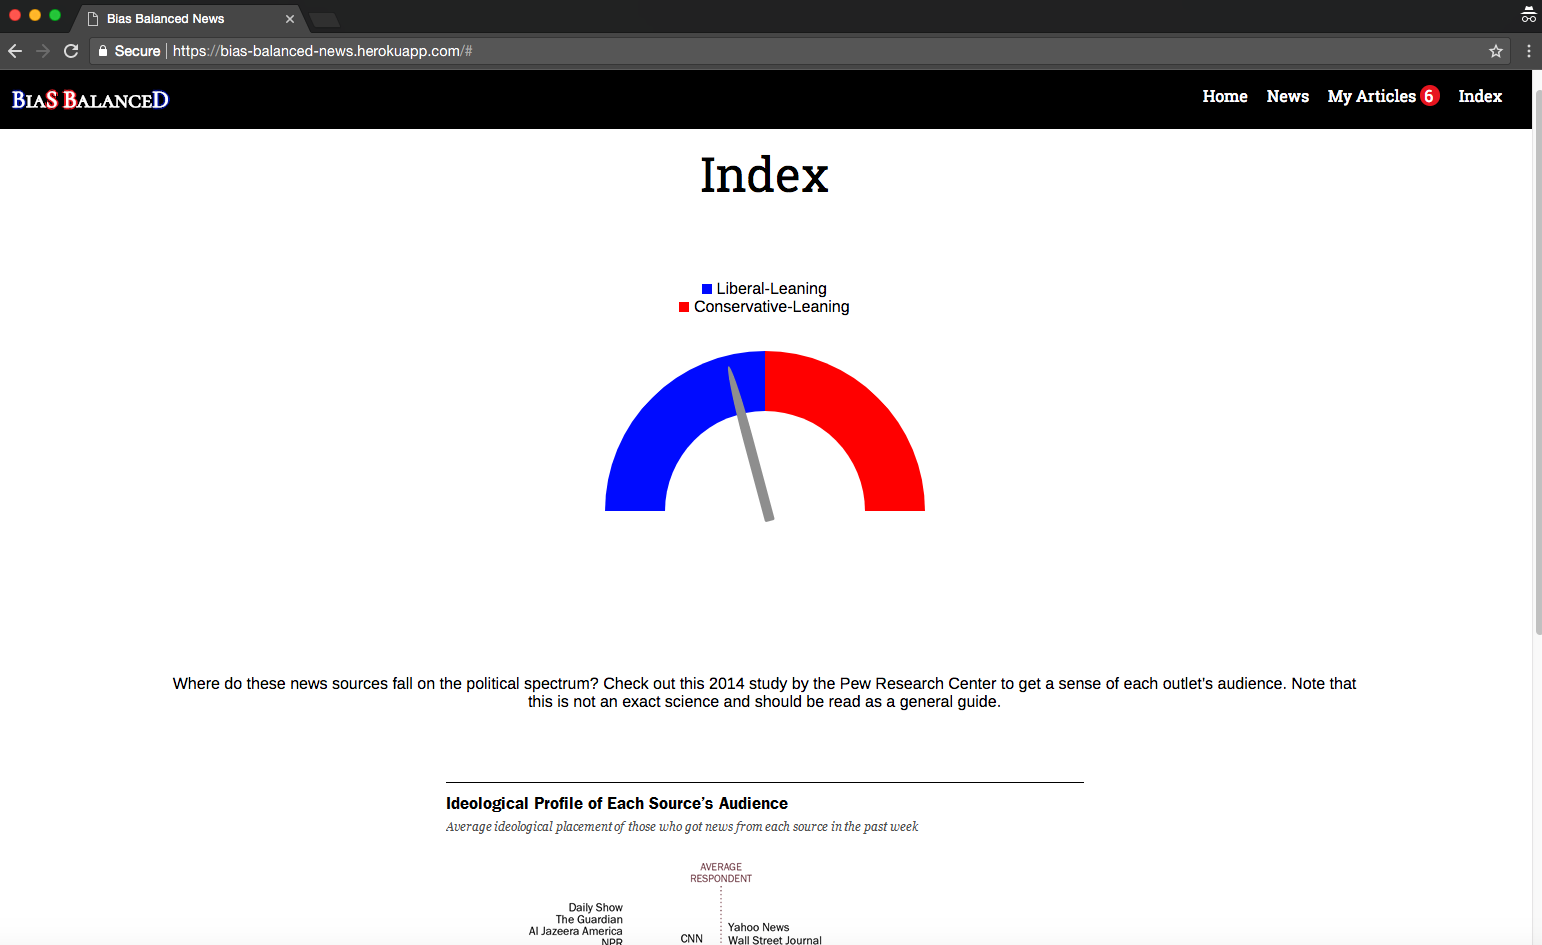 Bias Balanced News
Secure | https://bias-balanced-news.herokuapp.com/#
BIAS BALANCED
Home News My Articles 6 Index
Index
Liberal-Leaning
Conservative-Leaning
Where do these news sources fall on the political spectrum? Check out this 2014 study by the Pew Research Center to get a sense of each outlet's audience. Note that
this is not an exact science and should be read as a general guide.
Ideological Profile of Each Source's Audience
Average ideological placement of those who got news from each source in the past week
AVERAGE
RESPONDENT
Daily Show
The Guardian
Al Jazeera America
NPR
CNN
Yahoo News
Wall Street Journal